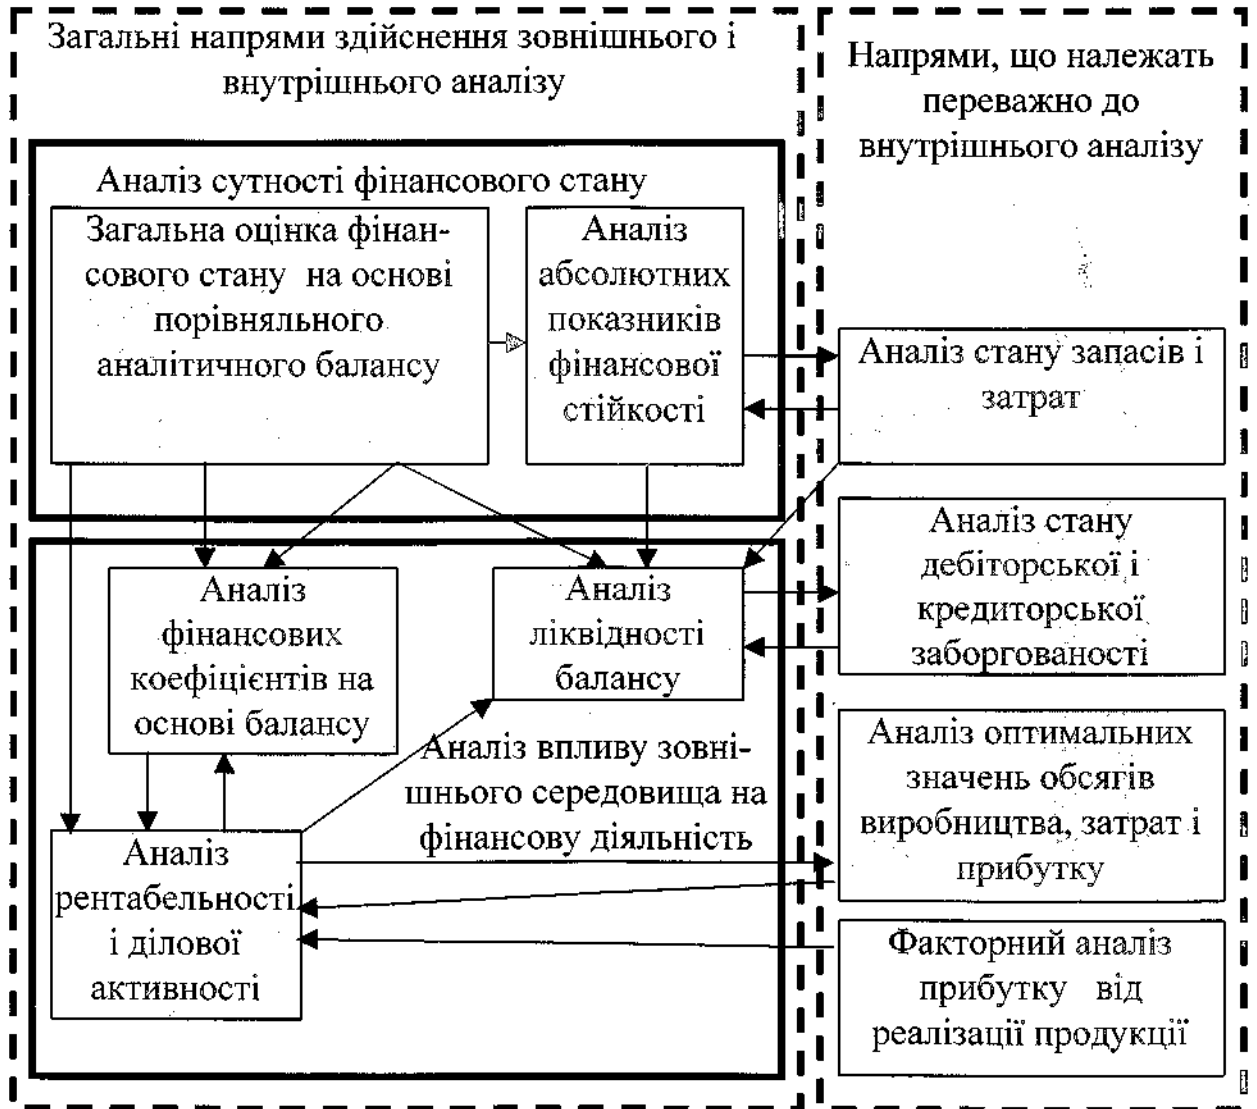 Загальні напрями здійснення зовнішнього і
внутрішнього аналізу
Аналіз сутності фінансового стану
Загальна оцінка фінан-
сового стану на основі
порівняльного
аналітичного балансу
Аналіз
абсолютних
показників
фінансової
стійкості
Аналіз
фінансових
коефіцієнтів на
основі балансу
Аналіз
ліквідності
балансу
Аналіз впливу зовні-
шнього середовища на
фінансову діяльність
Аналіз
рентабельності
і ділової
активності
Напрями, що належать
переважно до
внутрішнього аналізу
Аналіз стану запасів і
затрат
Аналіз стану
дебіторської і
кредиторської
заборгованості
Аналіз оптимальних
значень обсягів
виробництва, затрат і
прибутку
Факторний аналіз
прибутку від
реалізації продукції